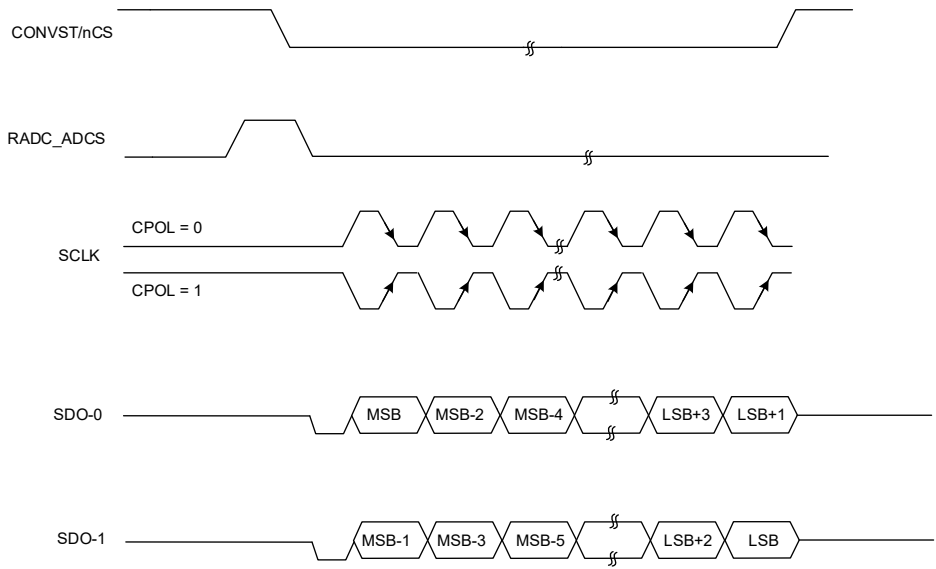 CONVST/nCS
RADC_ADCS
CPOL = 0
SCLK
CPOL = 1
SDO-0 MSB MSB-2 MSB-4 LSB+3 LSB+1
SDO-1 MSB-1 MSB-3 MSB-5 LSB+2 LSB